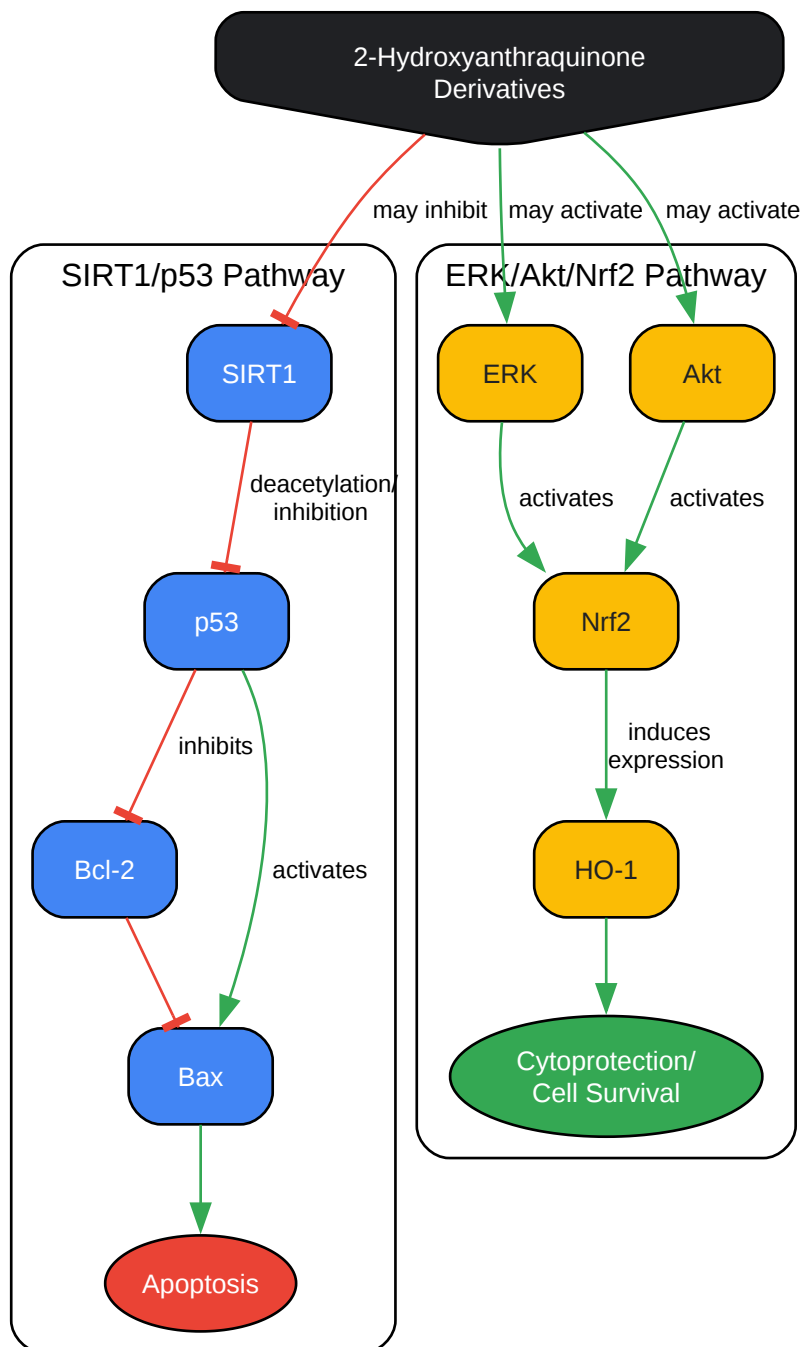 2-Hydroxyanthraquinone
Derivatives
may inhibit
may activate
may activate
SIRT1/p53 Pathway
SIRT1
deacetylation/
inhibition
p53
inhibits
activates
Bcl-2
Bax
Apoptosis
ERK/Akt/Nrf2 Pathway
ERK
Akt
activates
activates
Nrf2
induces
expression
HO-1
Cytoprotection/
Cell Survival